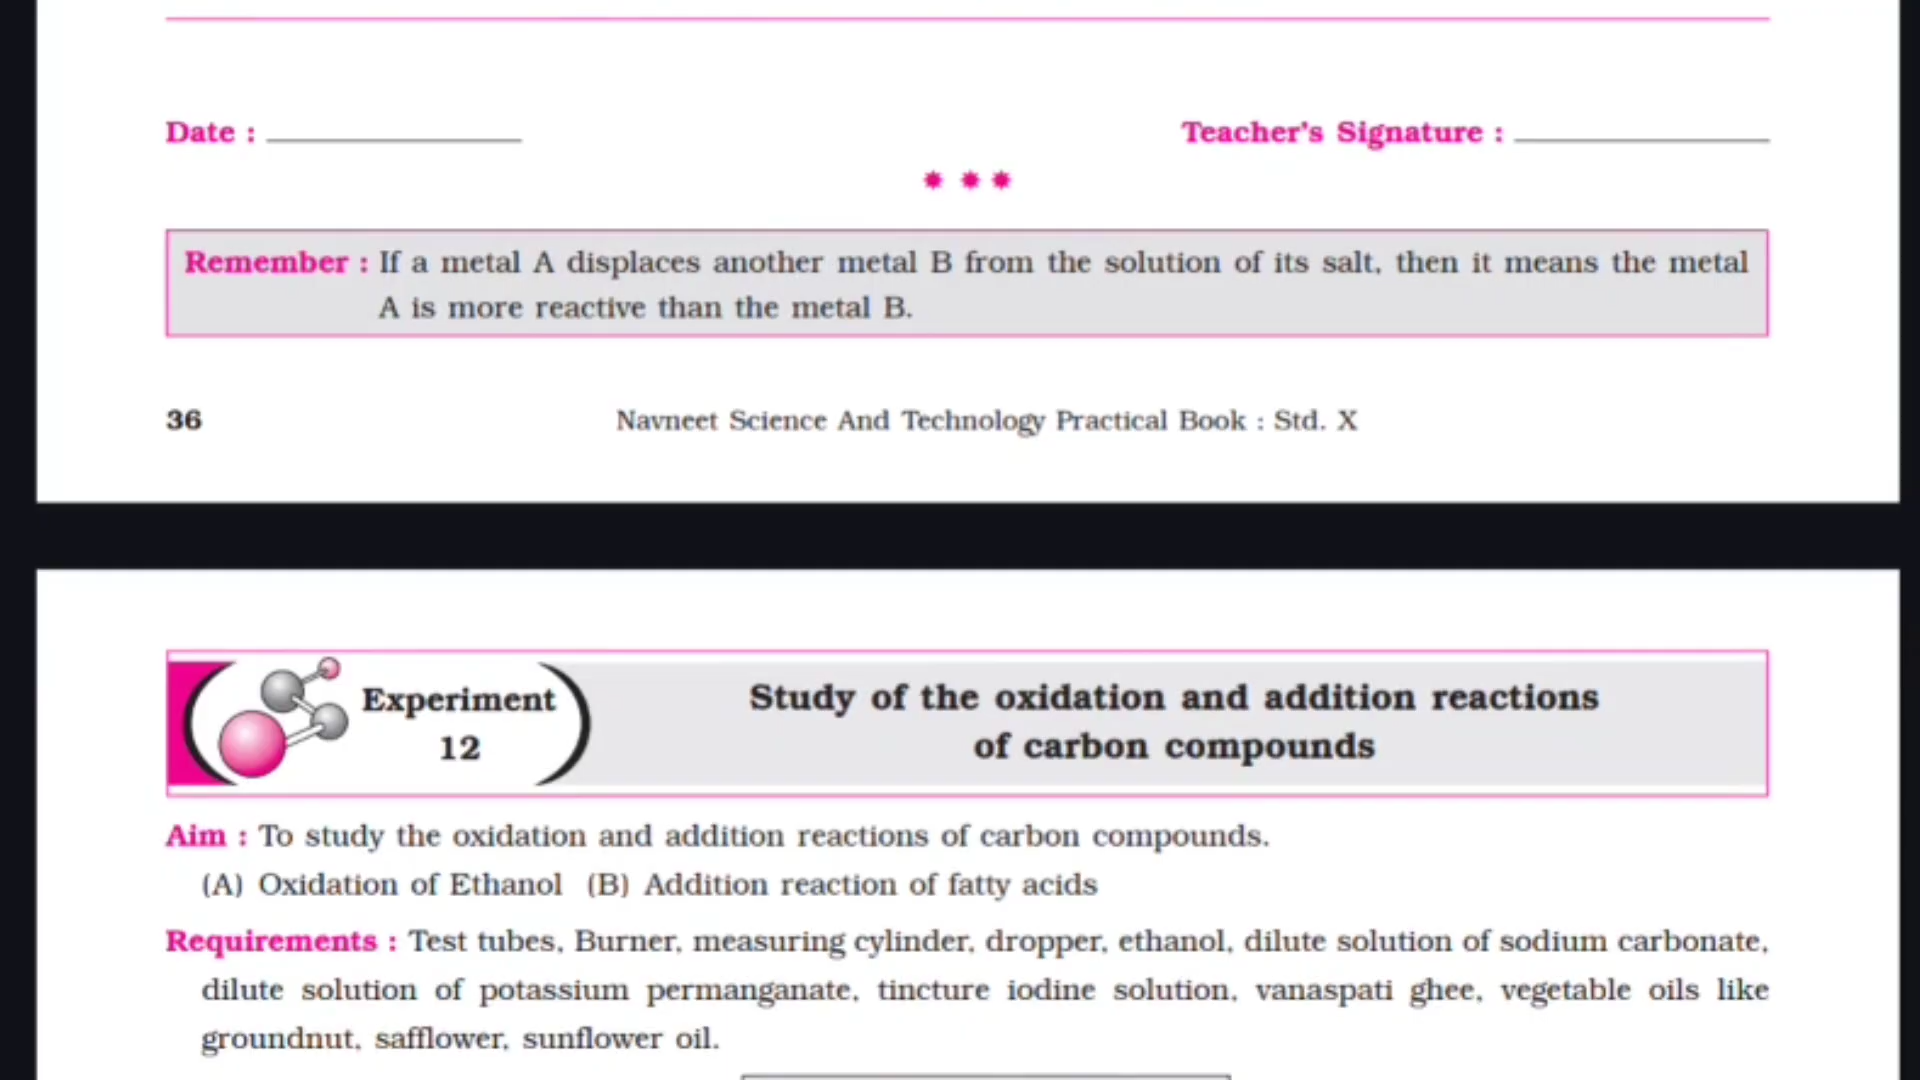 Date :
Teacher's Signature :
Remember : If a metal A displaces another metal B from the solution of its salt, then it means the metal
A is more reactive than the metal B.
36
Navneet Science And Technology Practical Book : Std. X
Experiment
12
Study of the oxidation and addition reactions
of carbon compounds
Aim : To study the oxidation and addition reactions of carbon compounds.
(A) Oxidation of Ethanol (B) Addition reaction of fatty acids
Requirements : Test tubes, Burner, measuring cylinder, dropper, ethanol, dilute solution of sodium carbonate,
dilute solution of potassium permanganate, tincture iodine solution, vanaspati ghee, vegetable oils like
groundnut, safflower, sunflower oil.